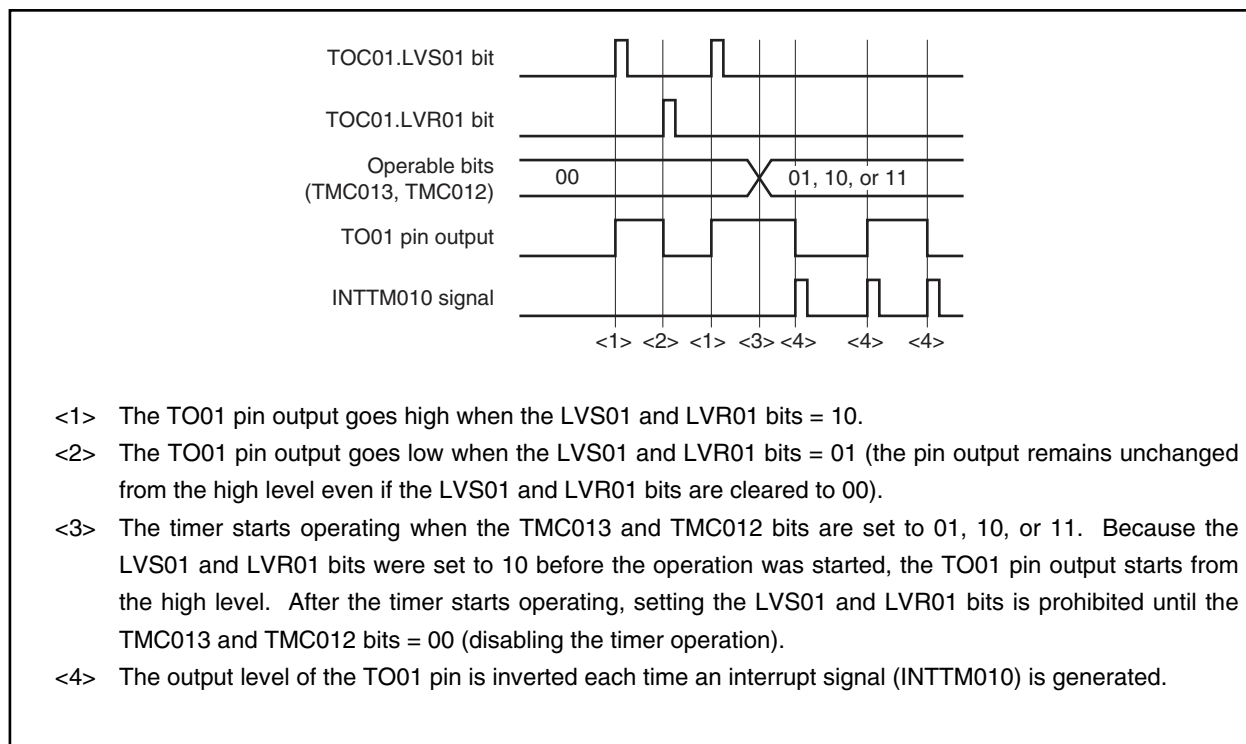 TOC01.LVS01 bit
TOC01.LVR01 bit
Operable bits
(TMC013, TMC012)
00
01, 10, or 11
TO01 pin output
INTTM010 signal
<1> <2> <1> <3> <4> <4> <4>
<1> The TO01 pin output goes high when the LVS01 and LVR01 bits = 10.
<2> The TO01 pin output goes low when the LVS01 and LVR01 bits = 01 (the pin output remains unchanged
from the high level even if the LVS01 and LVR01 bits are cleared to 00).
<3> The timer starts operating when the TMC013 and TMC012 bits are set to 01, 10, or 11. Because the
LVS01 and LVR01 bits were set to 10 before the operation was started, the TO01 pin output starts from
the high level. After the timer starts operating, setting the LVS01 and LVR01 bits is prohibited until the
TMC013 and TMC012 bits = 00 (disabling the timer operation).
<4> The output level of the TO01 pin is inverted each time an interrupt signal (INTTM010) is generated.